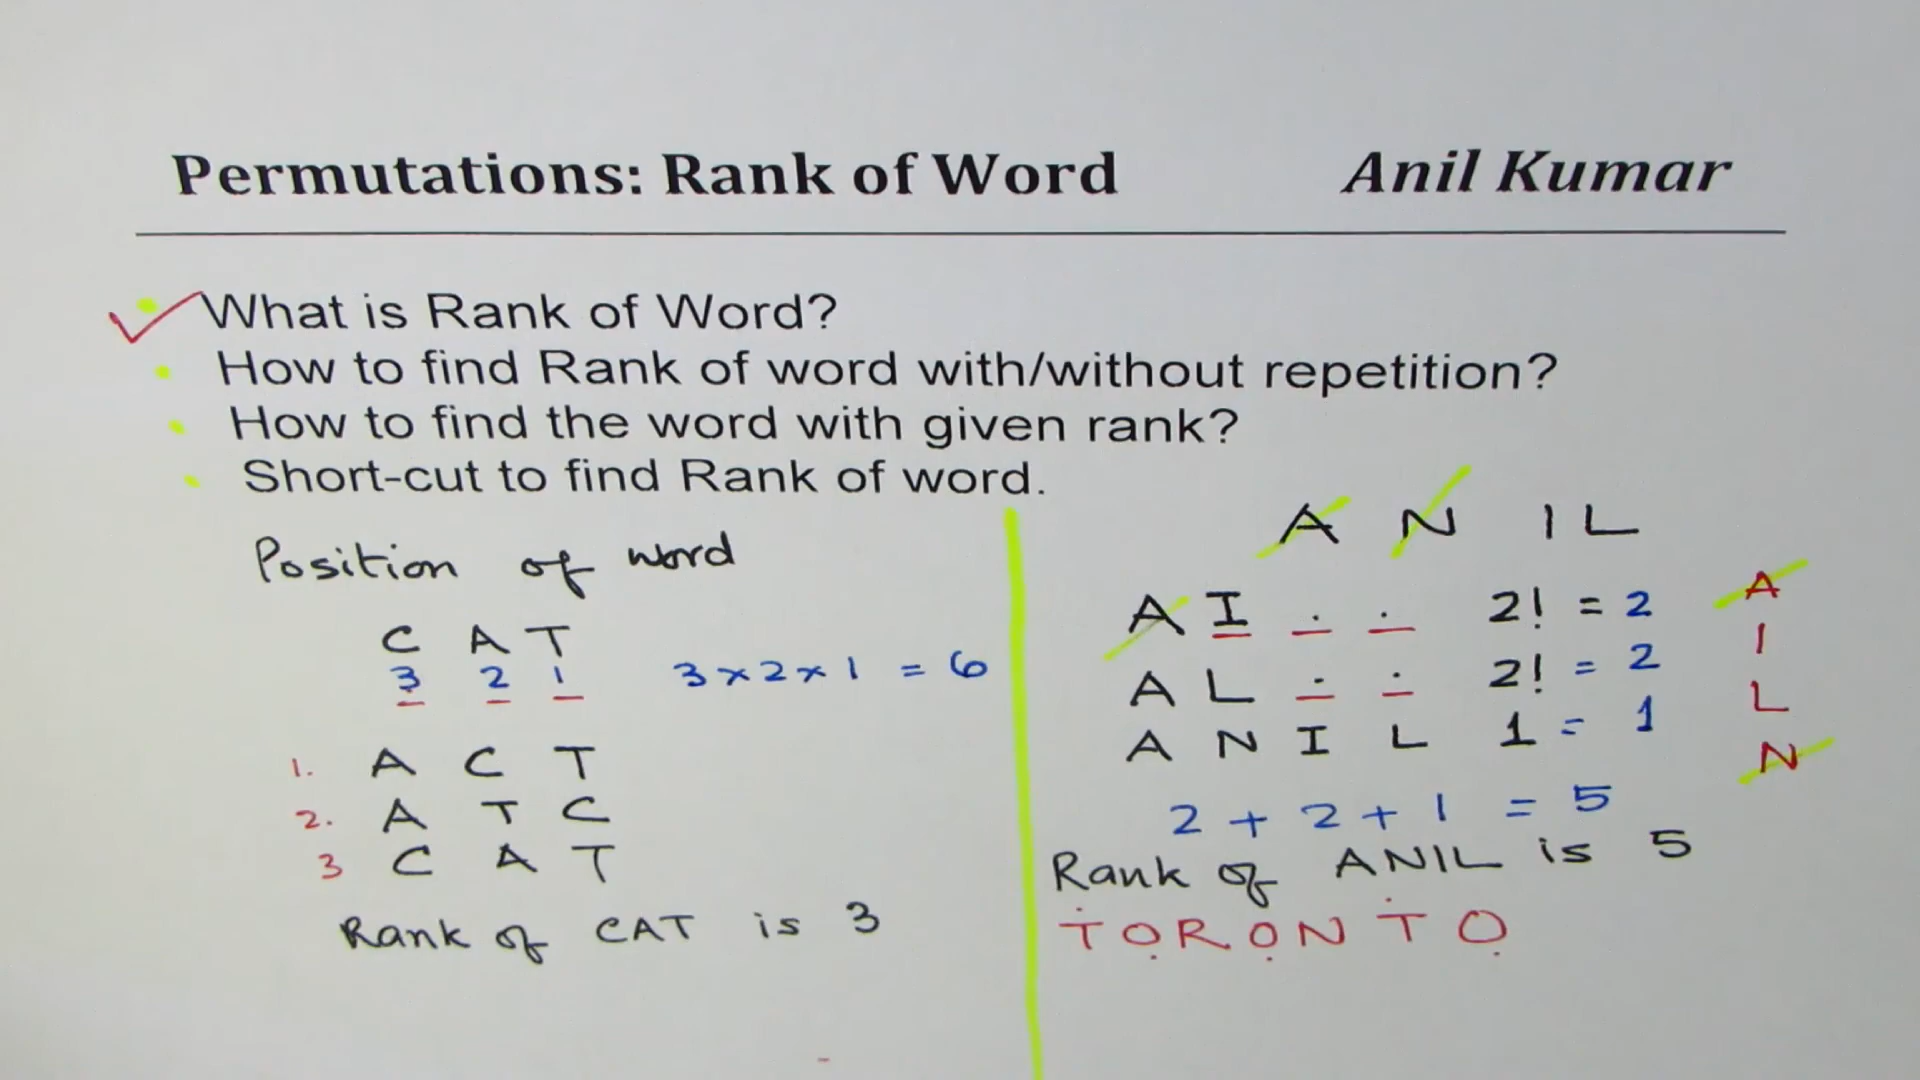 Permutations: Rank of Word Anil Kumar
What is Rank of Word?
How to find Rank of word with/without repetition?
How to find the word with given rank?
Short-cut to find Rank of word.
Position of word
C A T
3 2 1 3 × 2 × 1 = 6
1. A C T
2. A T C
3 C A T
Rank of CAT is 3
A N I L
A I _ _ 2! = 2
A L _ _ 2! = 2
A N I L 1 = 1
A
I
L
N
2 + 2 + 1 = 5
Rank of ANIL is 5
TORONTO